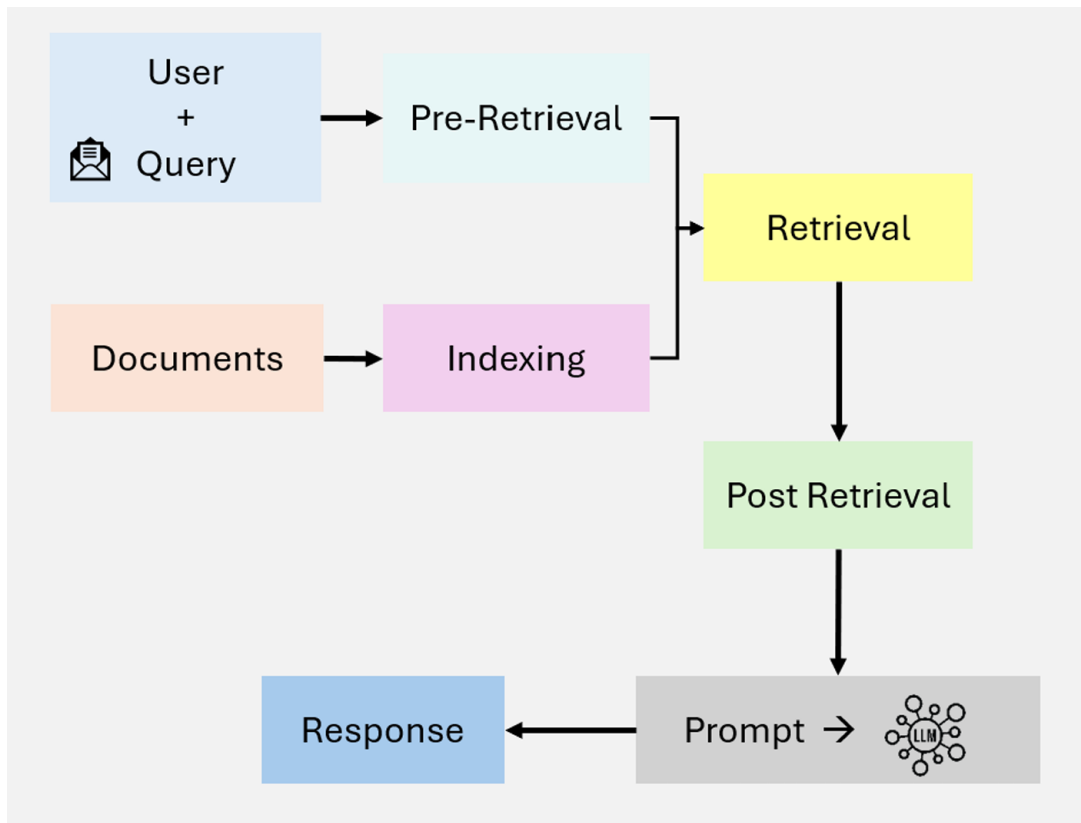 User
+
Query
Pre-Retrieval
Retrieval
Documents
Indexing
Post Retrieval
Response
Prompt →
LLM